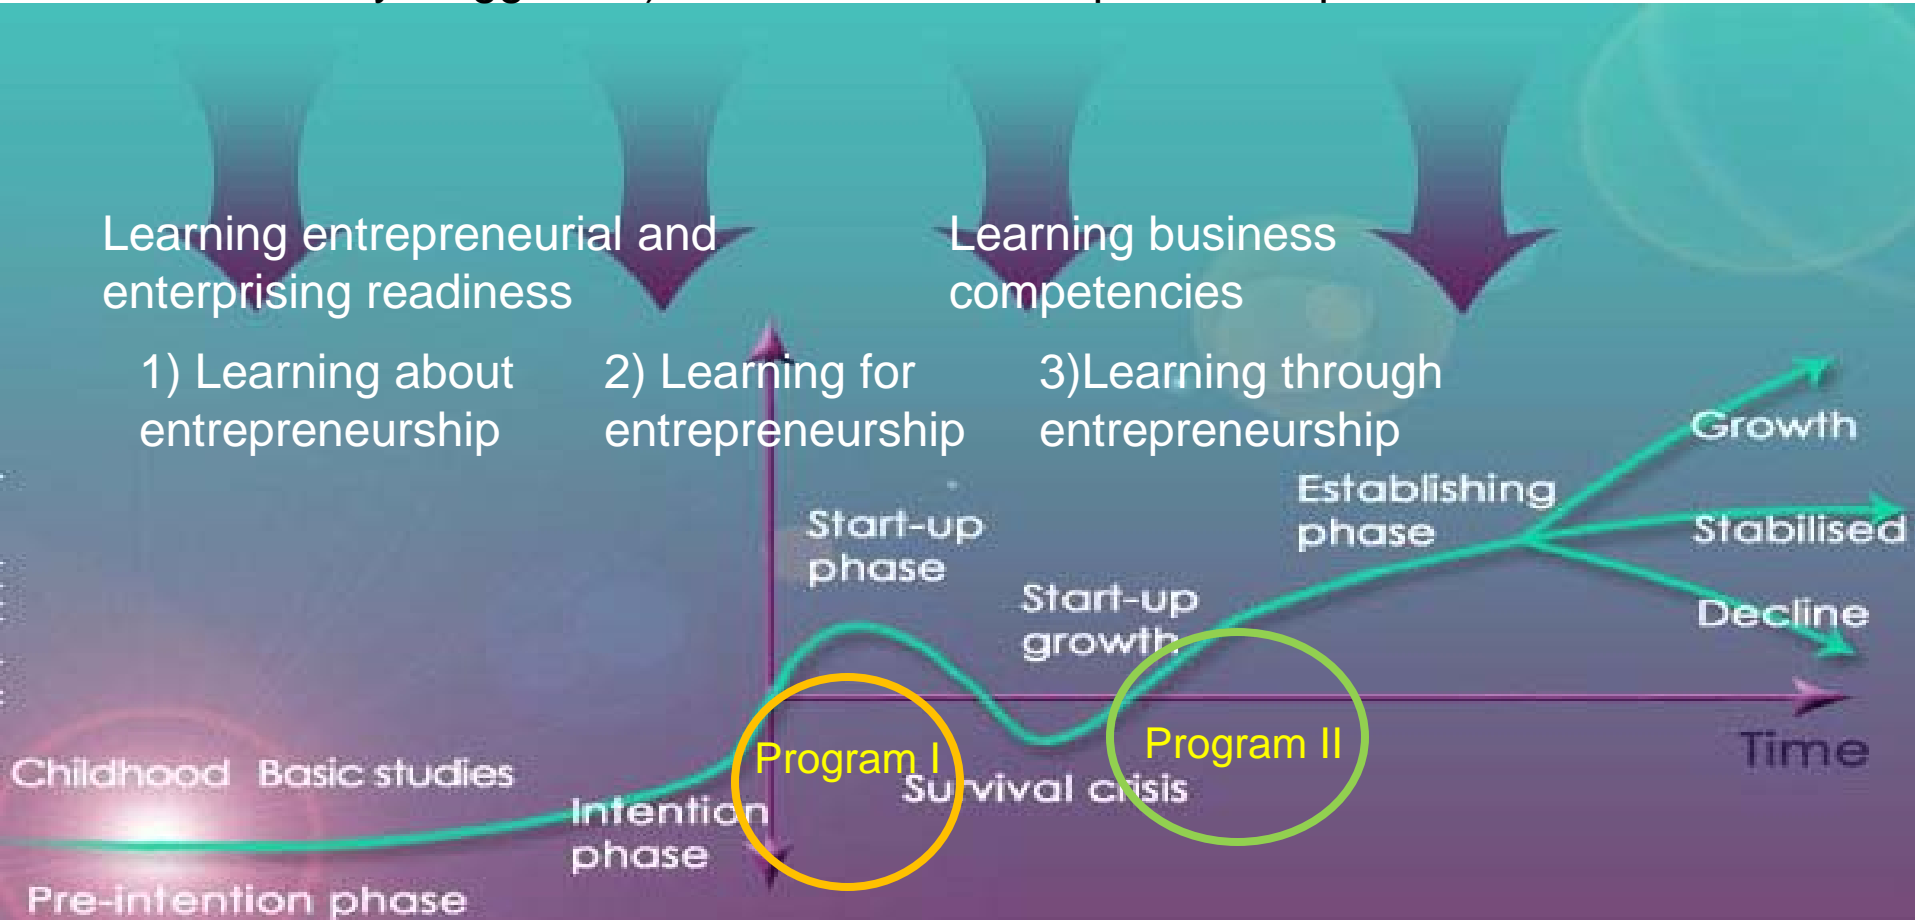 Learning entrepreneurial and
enterprising readiness
Learning business
competencies
1) Learning about
entrepreneurship
2) Learning for
entrepreneurship
3)Learning through
entrepreneurship
Growth
Establishing
phase
Stabilised
Start-up
phase
Start-up
growth
Decline
Program I
Program II
Time
Survival crisis
Childhood
Basic studies
Intention
phase
Pre-intention phase